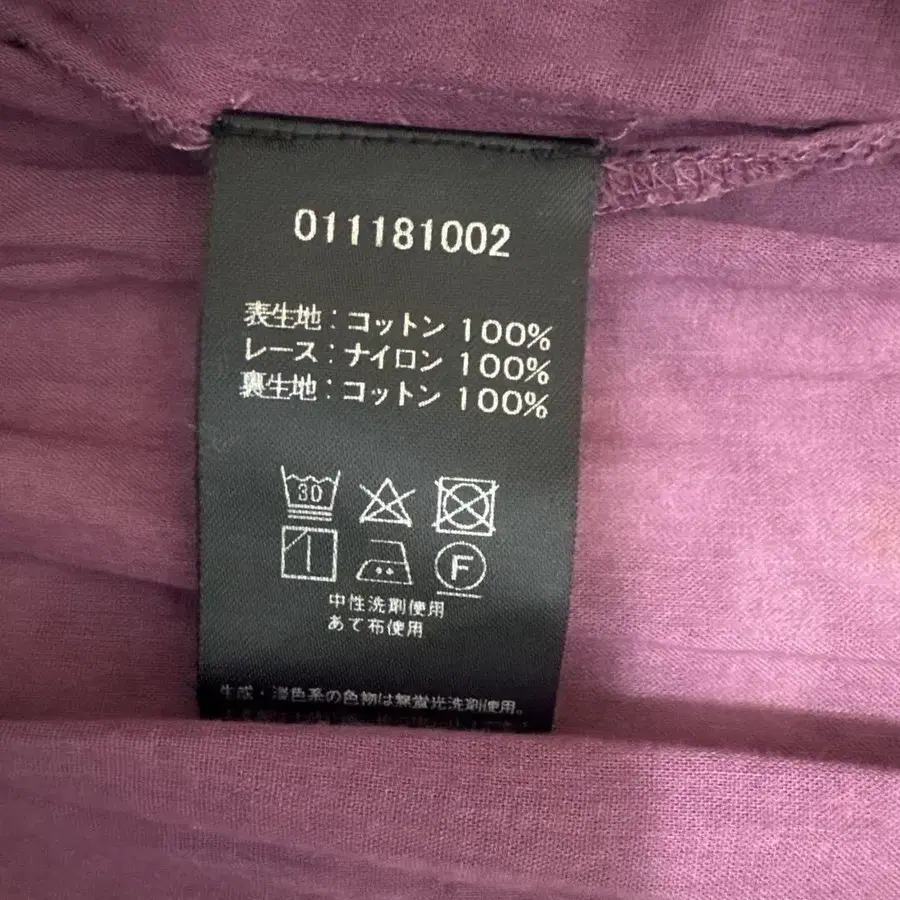 011181002
表生地：コットン 100%
レース：ナイロン 100%
裏生地：コットン 100%
30
F
中性洗剤使用
あて布使用
生成・淡色系の色物は無蛍光洗剤使用。